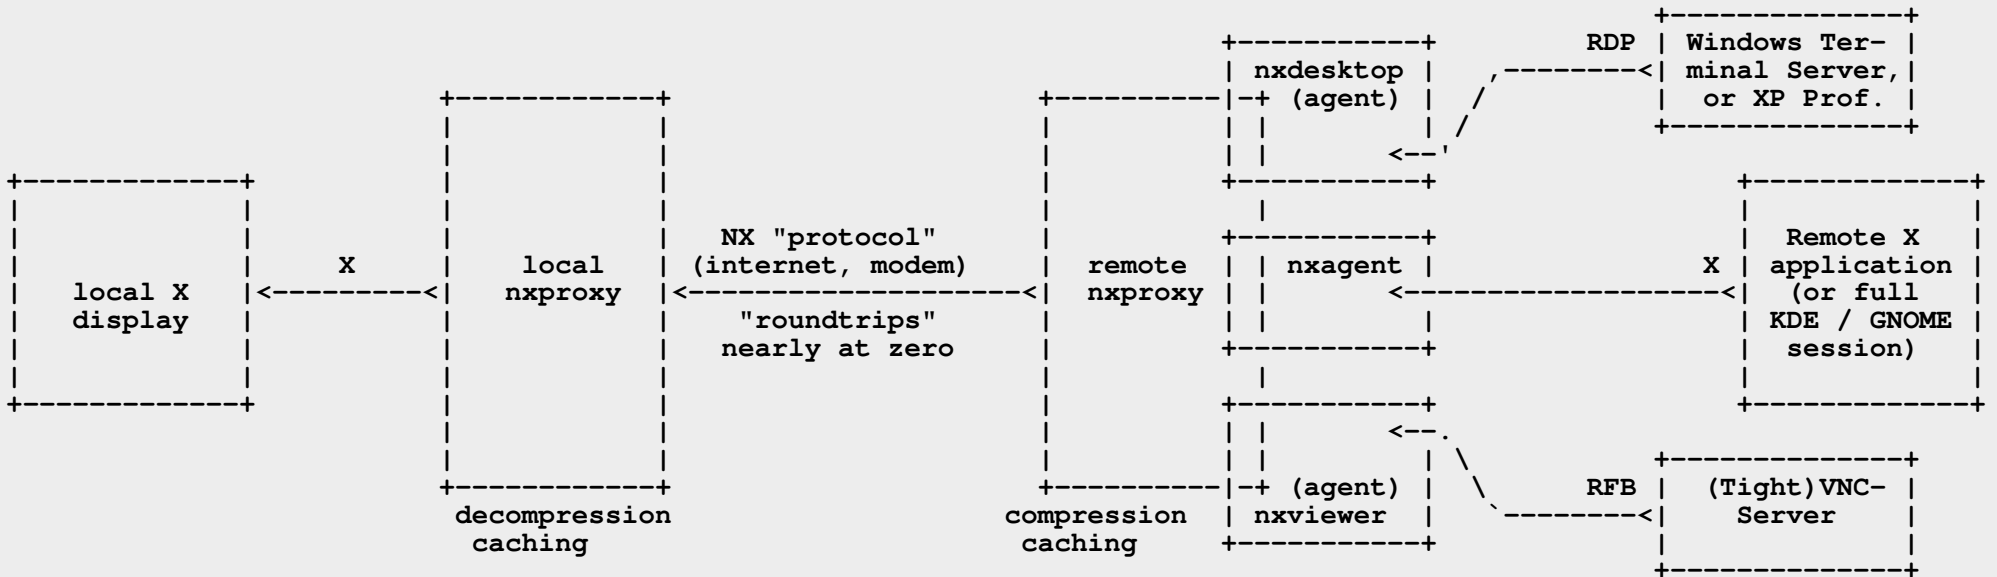 RDP
Windows Ter-
minal Server,
or XP Prof.
nxdesktop
(agent)
local X
display
X
local
nxproxy
decompression
caching
NX "protocol"
(internet, modem)
"roundtrips"
nearly at zero
remote
nxproxy
compression
caching
nxagent
X
Remote X
application
(or full
KDE / GNOME
session)
(agent)
nxviewer
RFB
(Tight)VNC-
Server